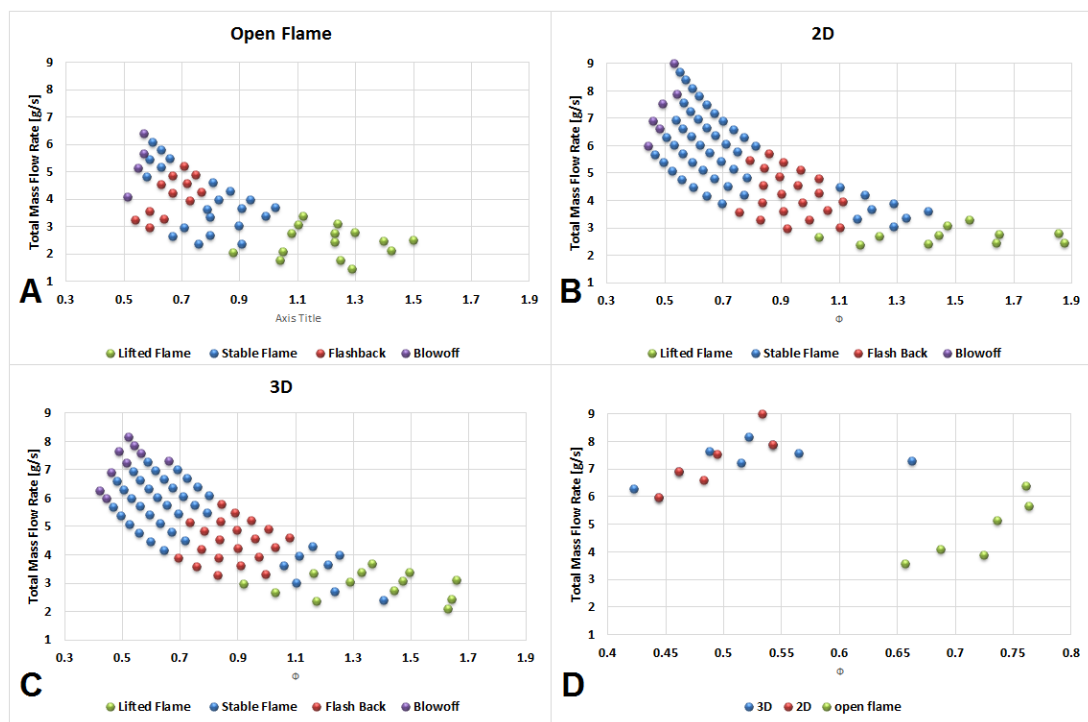 Open Flame
Total Mass Flow Rate [g/s]
9
8
7
6
5
4
3
2
1
0.3 0.5 0.7 0.9 1.1 1.3 1.5 1.7 1.9
Axis Title
A
Lifted Flame Stable Flame Flashback Blowoff
2D
Total Mass Flow Rate [g/s]
9
8
7
6
5
4
3
2
1
0.3 0.5 0.7 0.9 1.1 1.3 1.5 1.7 1.9
Φ
B
Lifted Flame Stable Flame Flash Back Blowoff
3D
Total Mass Flow Rate [g/s]
9
8
7
6
5
4
3
2
1
0.3 0.5 0.7 0.9 1.1 1.3 1.5 1.7 1.9
Φ
C
Lifted Flame Stable Flame Flash Back Blowoff
Total Mass Flow Rate [g/s]
9
8
7
6
5
4
3
2
1
0.4 0.45 0.5 0.55 0.6 0.65 0.7 0.75 0.8
Φ
D
3D 2D open flame